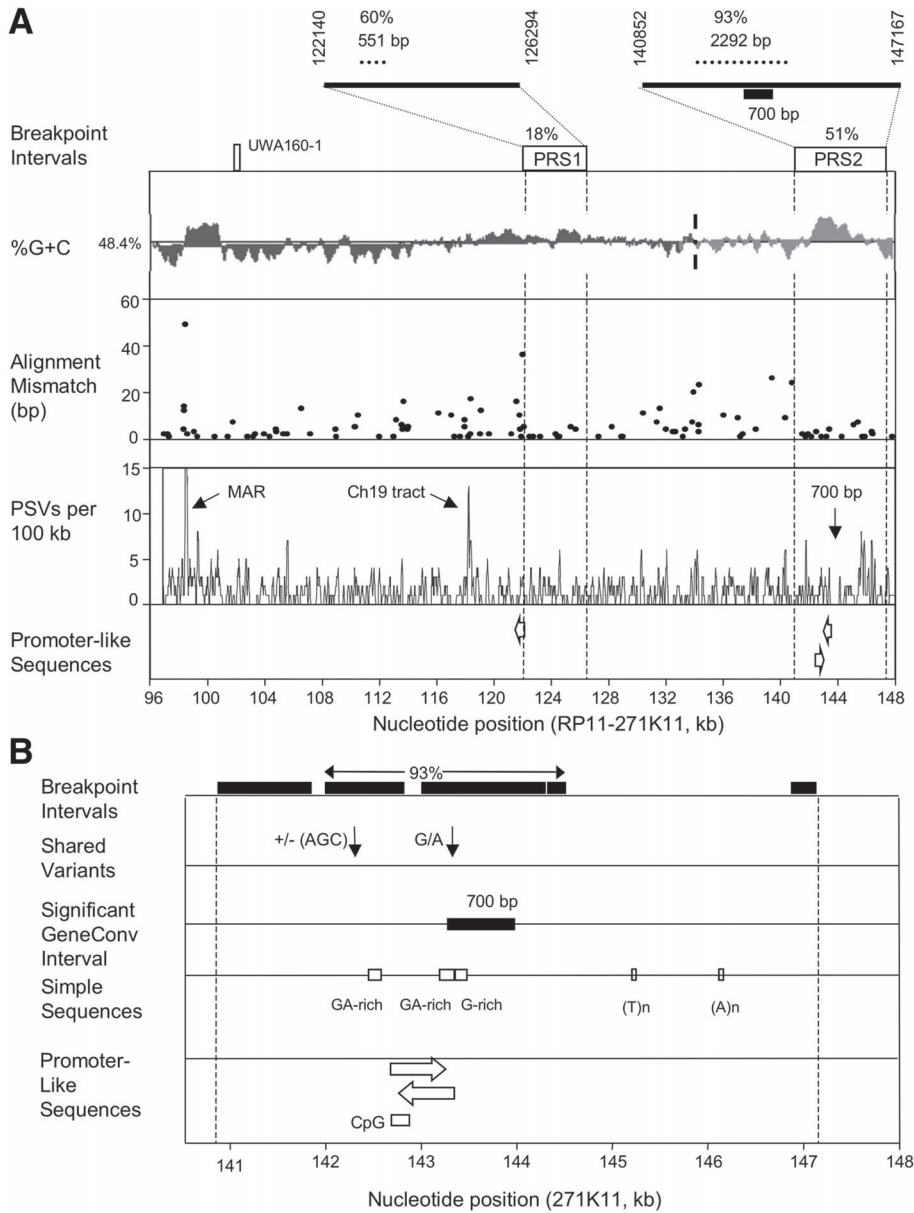 A
122140
60%
551 bp
126294
140852
93%
2292 bp
147167
700 bp
Breakpoint
Intervals
UWA160-1
18%
PRS1
51%
PRS2
%G+C
48.4%
60
40
20
0
Alignment
Mismatch
(bp)
15
10
5
0
PSVs per
100 kb
MAR
Ch19 tract
700 bp
Promoter-like
Sequences
96 100 104 108 112 116 120 124 128 132 136 140 144 148
Nucleotide position (RP11-271K11, kb)
B
Breakpoint
Intervals
93%
Shared
Variants
+/- (AGC)
G/A
Significant
GeneConv
Interval
700 bp
Simple
Sequences
GA-rich GA-rich G-rich (T)n (A)n
Promoter-
Like
Sequences
CpG
141 142 143 144 145 146 147 148
Nucleotide position (271K11, kb)